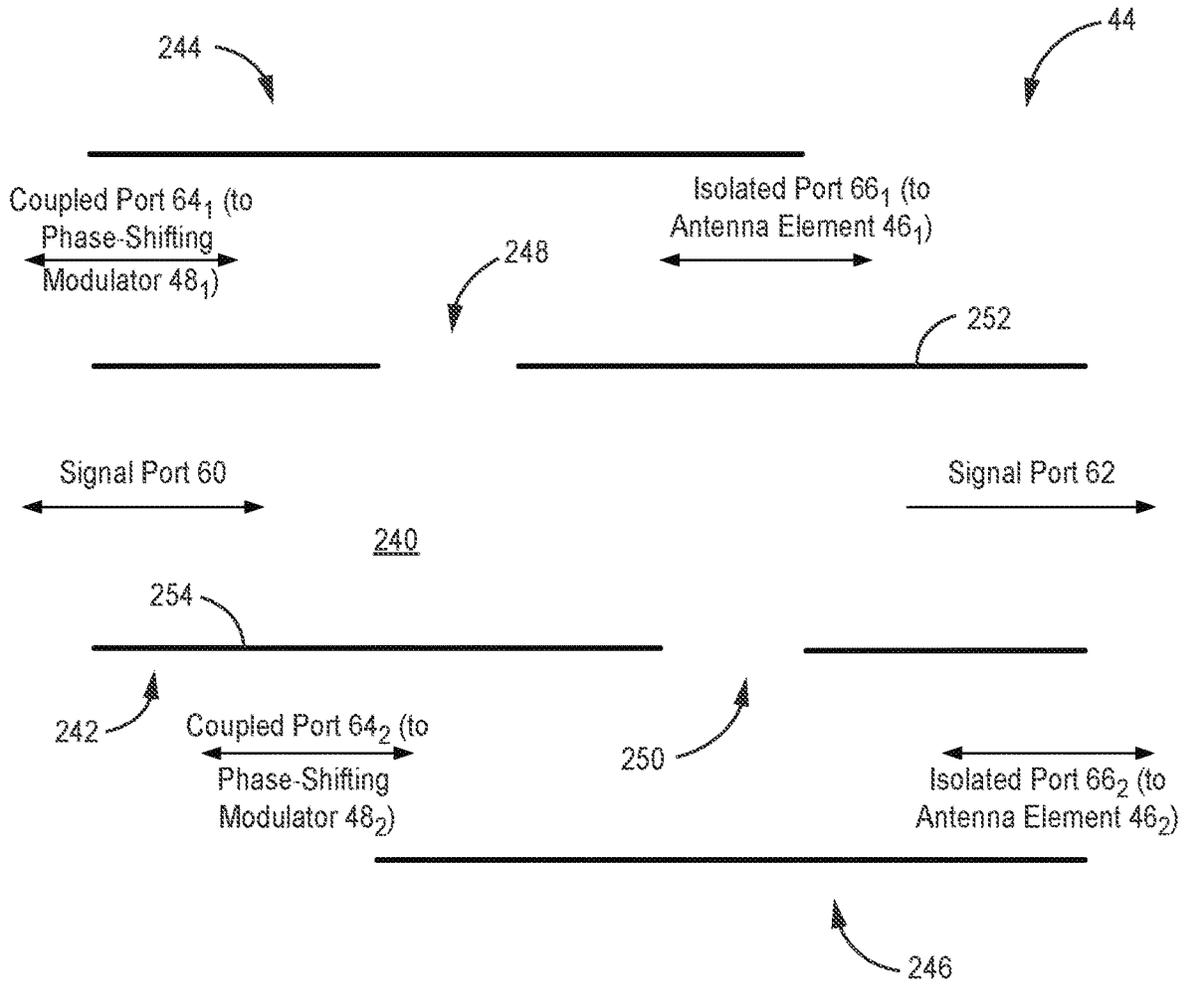 44
244
Coupled Port 64₁ (to
Phase-Shifting
Modulator 48₁)
Isolated Port 66₁ (to
Antenna Element 46₁)
248
252
Signal Port 60
Signal Port 62
240
254
242
Coupled Port 64₂ (to
Phase-Shifting
Modulator 48₂)
250
Isolated Port 66₂ (to
Antenna Element 46₂)
246